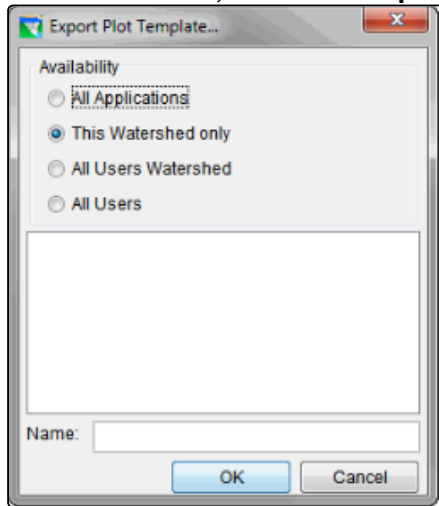 Export Plot Template...
Availability
All Applications
This Watershed only
All Users Watershed
All Users
Name:
OK Cancel